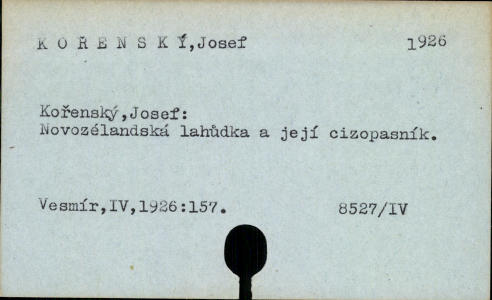 K O Ř E N S K Ý,Josef 1926
Kořenský,Josef:
Novozélandská lahůdka a její cizopasník.
Vesmír,IV,1926:157. 8527/IV